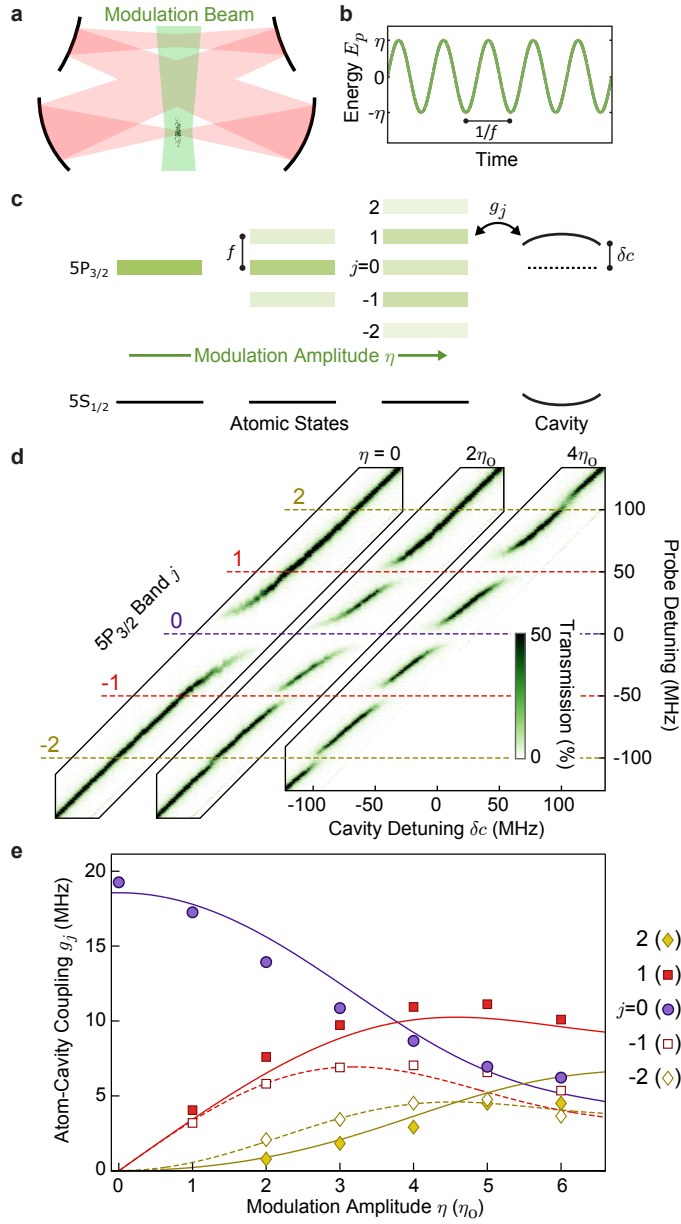 a
Modulation Beam
b
Energy E_p
η
0
-η
1/f
Time
c
5P3/2
f
2
1
j=0
-1
-2
g_j
δc
Modulation Amplitude η
5S1/2
Atomic States
Cavity
d
η = 0
2η₀
4η₀
2
1
0
-1
-2
5P3/2 Band j
100
50
0
-50
-100
Probe Detuning (MHz)
50
0
Transmission (%)
-100 -50 0 50 100
Cavity Detuning δc (MHz)
e
20
15
10
5
0
Atom-Cavity Coupling g_j (MHz)
0 1 2 3 4 5 6
Modulation Amplitude η (η₀)
2 ( )
1 ( )
j=0 ( )
-1 ( )
-2 ( )